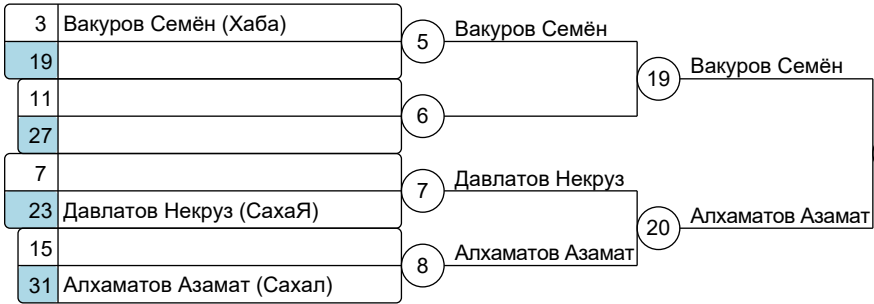 3 Вакуров Семён (Хаба)
19
11
27
7
23 Давлатов Некруз (СахаЯ)
15
31 Алхаматов Азамат (Сахал)
5 Вакуров Семён
6
7 Давлатов Некруз
8 Алхаматов Азамат
19 Вакуров Семён
20 Алхаматов Азамат